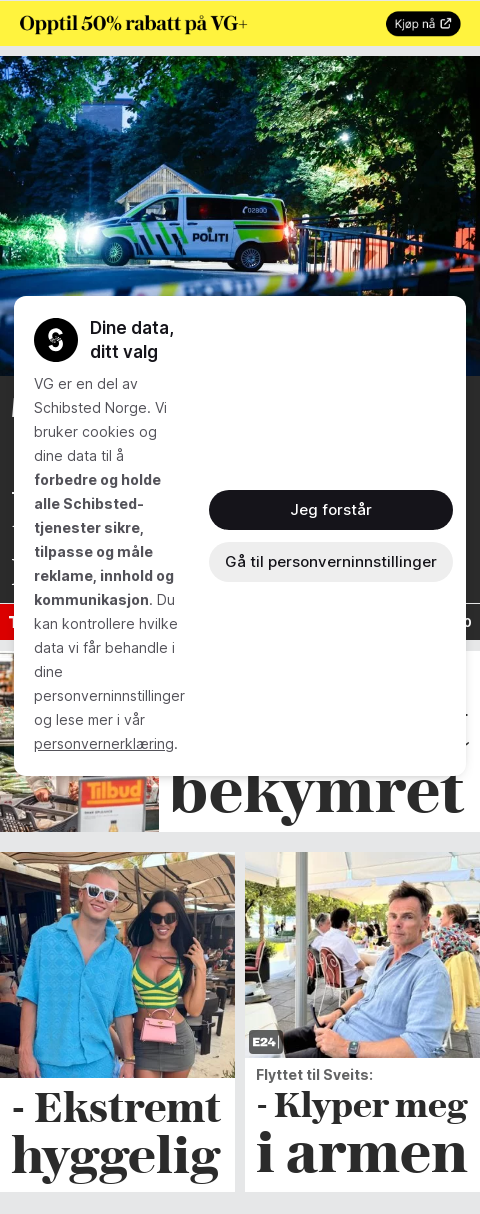 Opptil 50% rabatt på VG+
Kjøp nå
02800
POLITI
Dine data,
ditt valg
VG er en del av
Schibsted Norge. Vi
bruker cookies og
dine data til å
forbedre og holde
alle Schibsted-
tjenester sikre,
tilpasse og måle
reklame, innhold og
kommunikasjon. Du
kan kontrollere hvilke
data vi får behandle i
dine
personverninnstillinger
og lese mer i vår
personvernerklæring.
Jeg forstår
Gå til personverninnstillinger
Tilbud
bekymret
- Ekstremt
hyggelig
E24
Flyttet til Sveits:
- Klyper meg
i armen